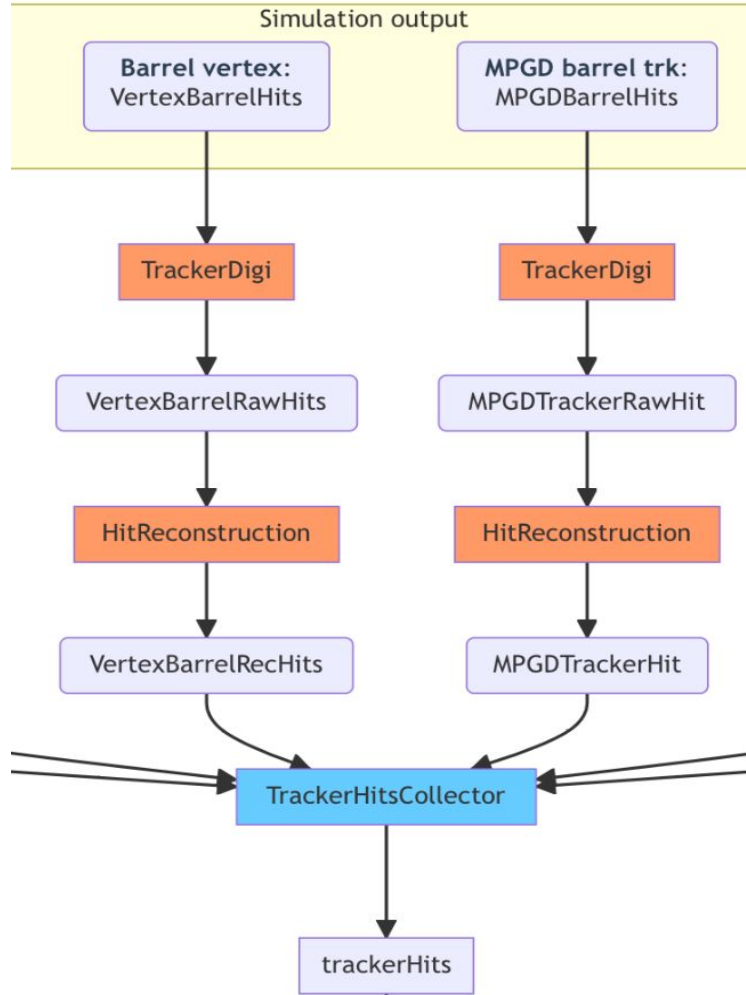 Simulation output
Barrel vertex:
VertexBarrelHits
MPGD barrel trk:
MPGDBarrelHits
TrackerDigi
TrackerDigi
VertexBarrelRawHits
MPGDTrackerRawHit
HitReconstruction
HitReconstruction
VertexBarrelRecHits
MPGDTrackerHit
TrackerHitsCollector
trackerHits